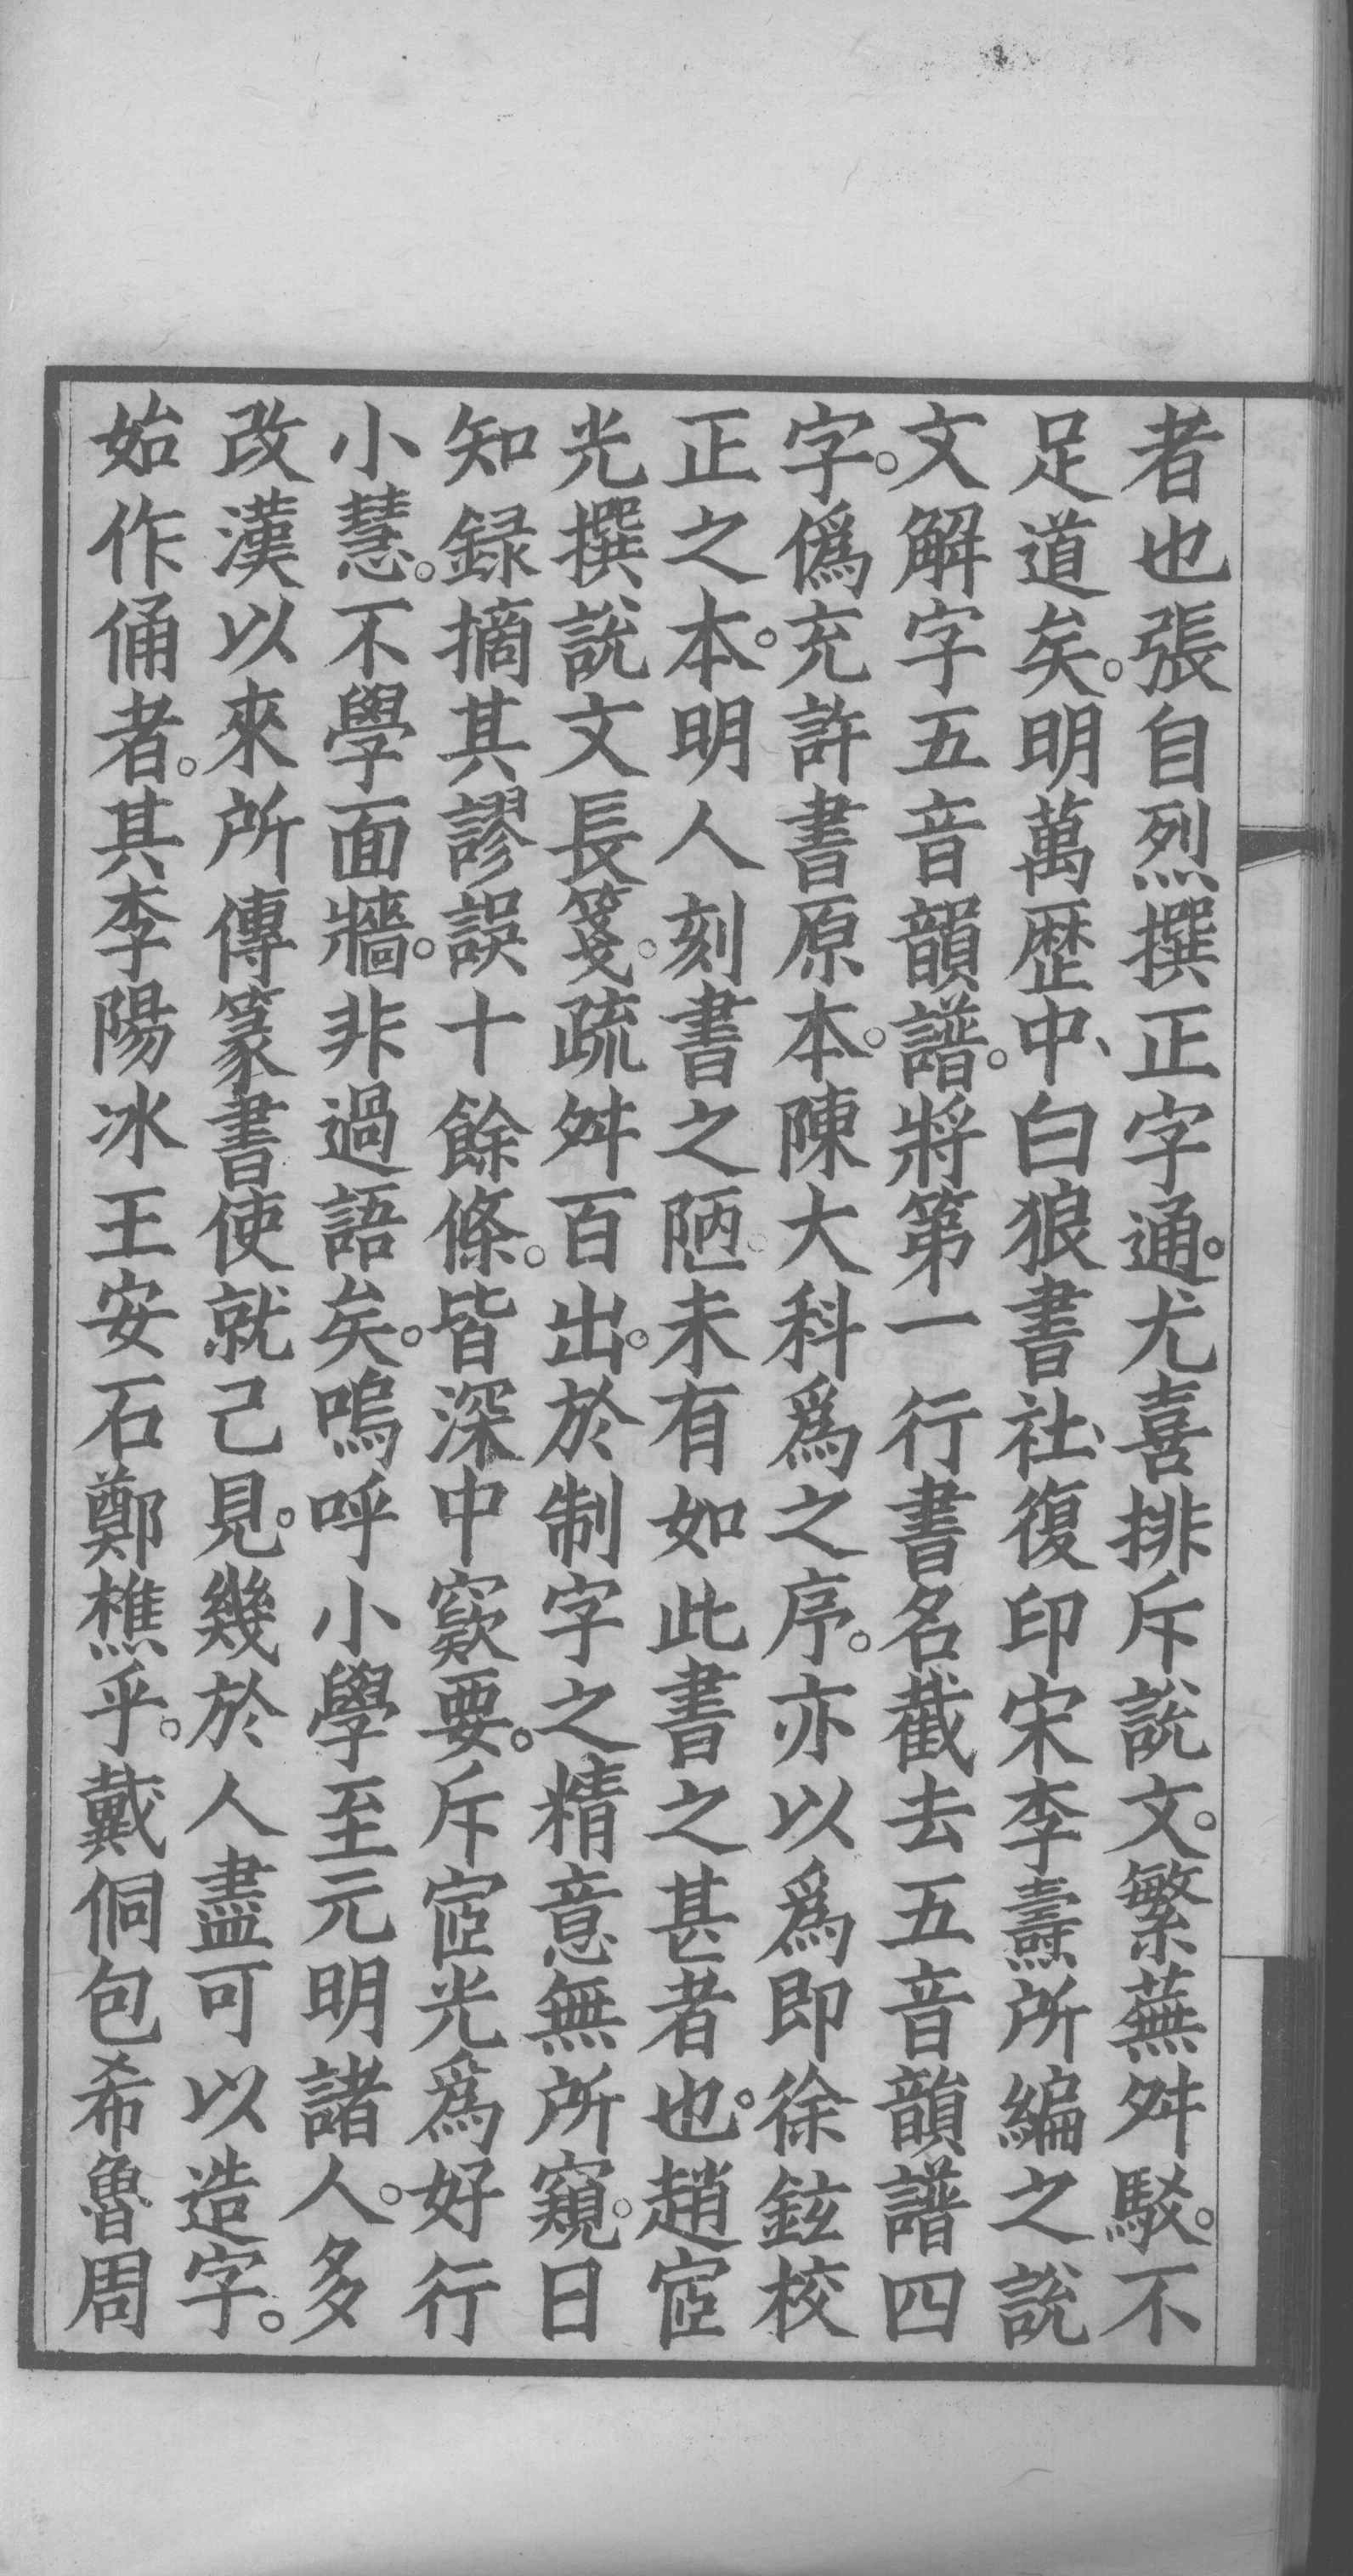 者也張自烈撰正字通。尤喜排斥說文。繁蕪舛駁。不
足道矣。明萬歷中、白狼書社、復印宋李燾所編之說
文解字五音韻譜。將第一行書名截去五音韻譜四
字。僞充許書原本。陳大科爲之序。亦以爲即徐鉉校
正之本。明人刻書之陋。未有如此書之甚者也。趙宧
光撰說文長箋。疏舛百出。於制字之精意無所窺。日
知録摘其謬誤十餘條。皆深中窾要。斥宧光爲好行
小慧。不學面牆。非過語矣。嗚呼小學至元明諸人。多
改漢以來所傳篆書使就己見。幾於人盡可以造字。
始作俑者。其李陽冰王安石鄭樵乎。戴侗包希魯周